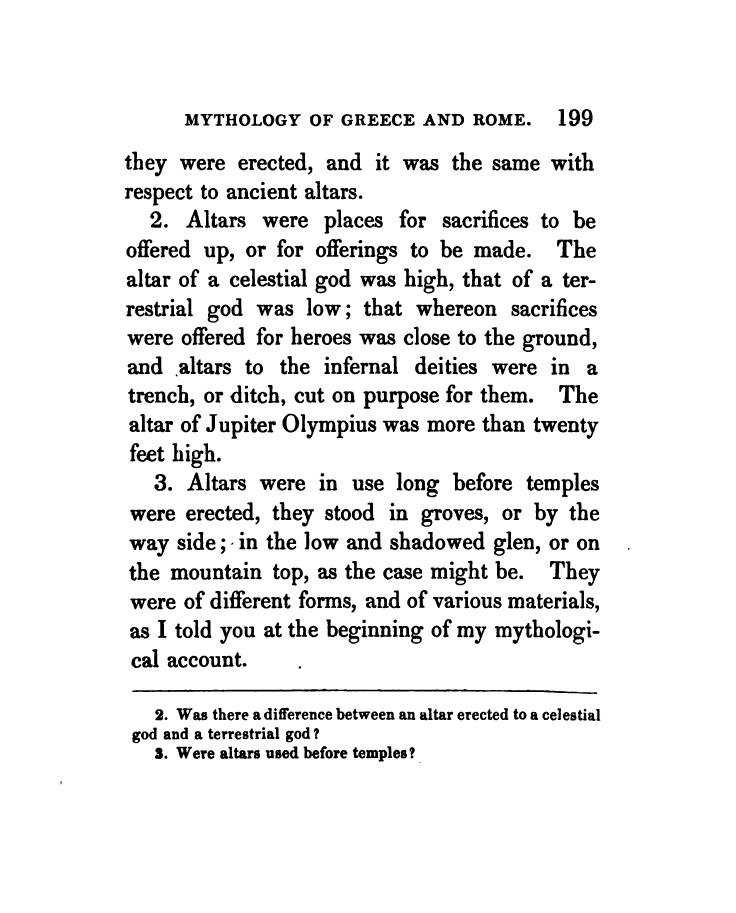 MYTHOLOGY OF GREECE AND ROME. 199
they were erected, and it was the same with
respect to ancient altars.
2. Altars were places for sacrifices to be
offered up, or for offerings to be made. The
altar of a celestial god was high, that of a ter-
restrial god was low; that whereon sacrifices
were offered for heroes was close to the ground,
and altars to the infernal deities were in a
trench, or ditch, cut on purpose for them. The
altar of Jupiter Olympius was more than twenty
feet high.
3. Altars were in use long before temples
were erected, they stood in groves, or by the
way side; in the low and shadowed glen, or on
the mountain top, as the case might be. They
were of different forms, and of various materials,
as I told you at the beginning of my mythologi-
cal account.
2. Was there a difference between an altar erected to a celestial
god and a terrestrial god?
3. Were altars used before temples?